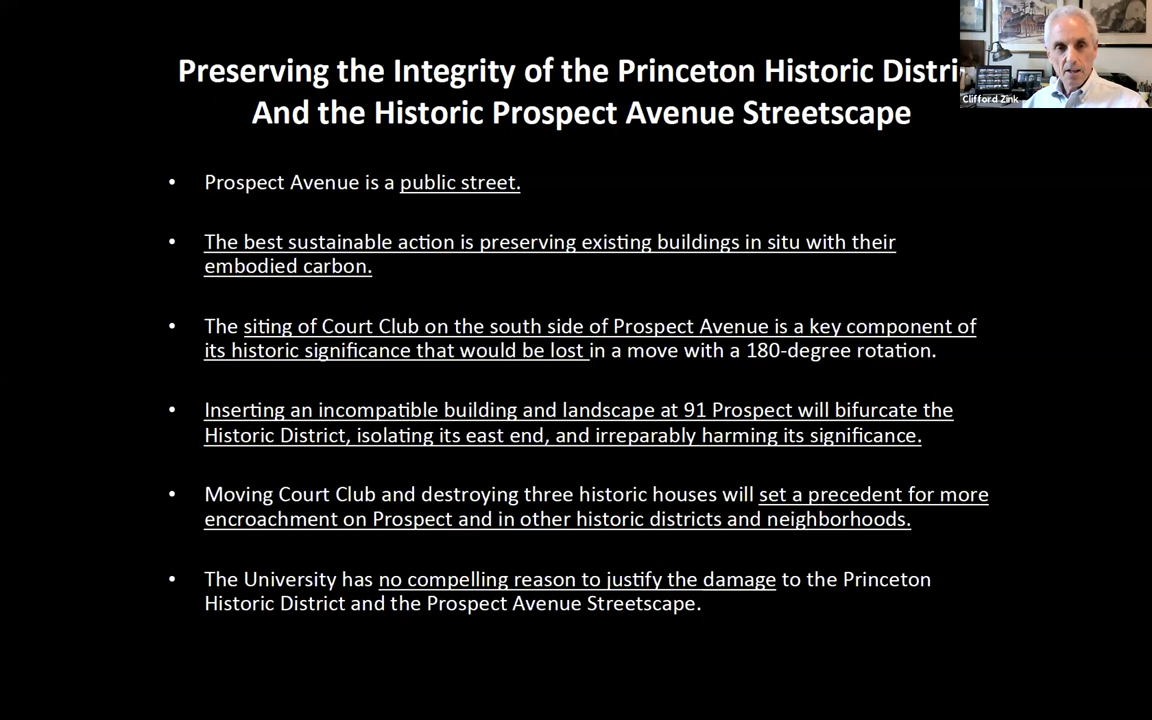 Preserving the Integrity of the Princeton Historic Distri
And the Historic Prospect Avenue Streetscape
Clifford Zink
• Prospect Avenue is a public street.
• The best sustainable action is preserving existing buildings in situ with their
embodied carbon.
• The siting of Court Club on the south side of Prospect Avenue is a key component of
its historic significance that would be lost in a move with a 180-degree rotation.
• Inserting an incompatible building and landscape at 91 Prospect will bifurcate the
Historic District, isolating its east end, and irreparably harming its significance.
• Moving Court Club and destroying three historic houses will set a precedent for more
encroachment on Prospect and in other historic districts and neighborhoods.
• The University has no compelling reason to justify the damage to the Princeton
Historic District and the Prospect Avenue Streetscape.